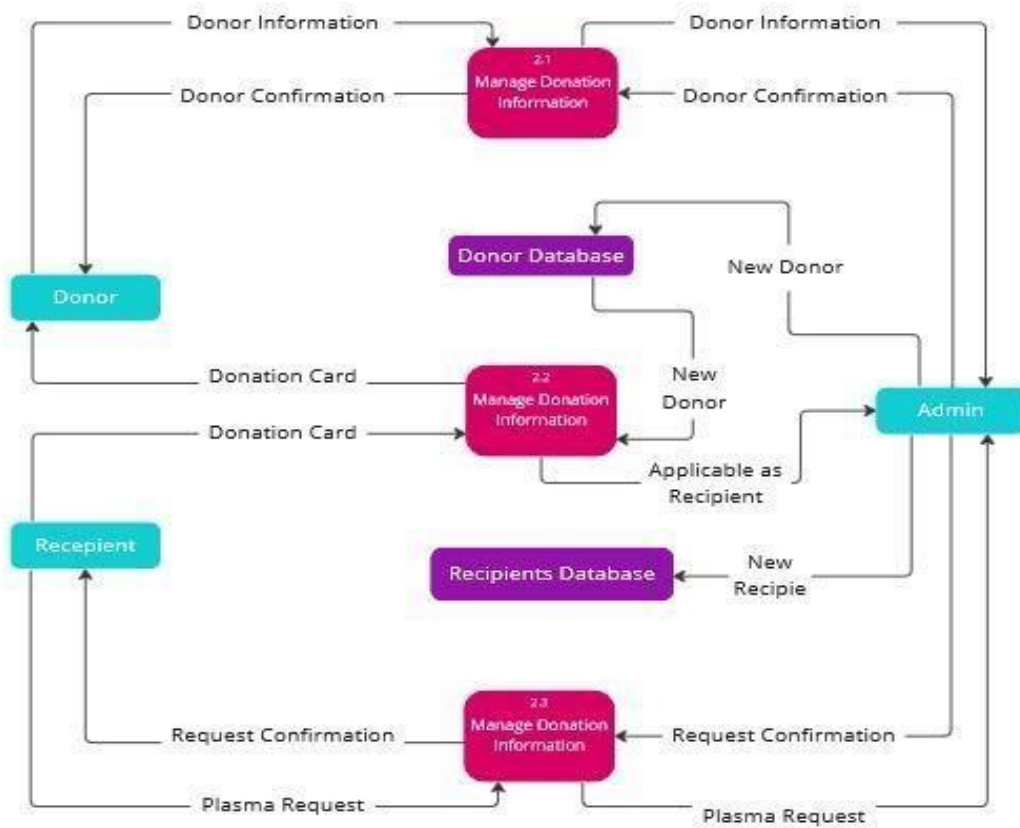 Donor Information
Donor Information
2.1
Manage Donation
Information
Donor Confirmation
Donor Confirmation
Donor Database
New Donor
Donor
2.2
Manage Donation
Information
Donation Card
New
Donor
Admin
Donation Card
Applicable as
Recipient
Recepient
Recipients Database
New
Recipie
2.3
Manage Donation
Information
Request Confirmation
Request Confirmation
Plasma Request
Plasma Request